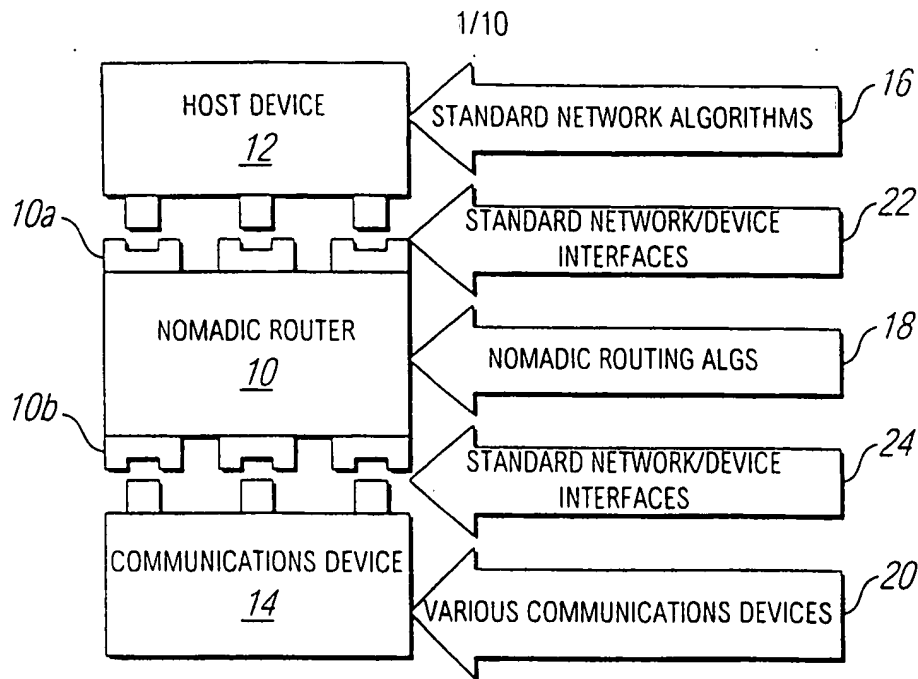 1/10
HOST DEVICE
12
STANDARD NETWORK ALGORITHMS
16
10a
STANDARD NETWORK/DEVICE
INTERFACES
22
NOMADIC ROUTER
10
NOMADIC ROUTING ALGS
18
10b
STANDARD NETWORK/DEVICE
INTERFACES
24
COMMUNICATIONS DEVICE
14
VARIOUS COMMUNICATIONS DEVICES
20